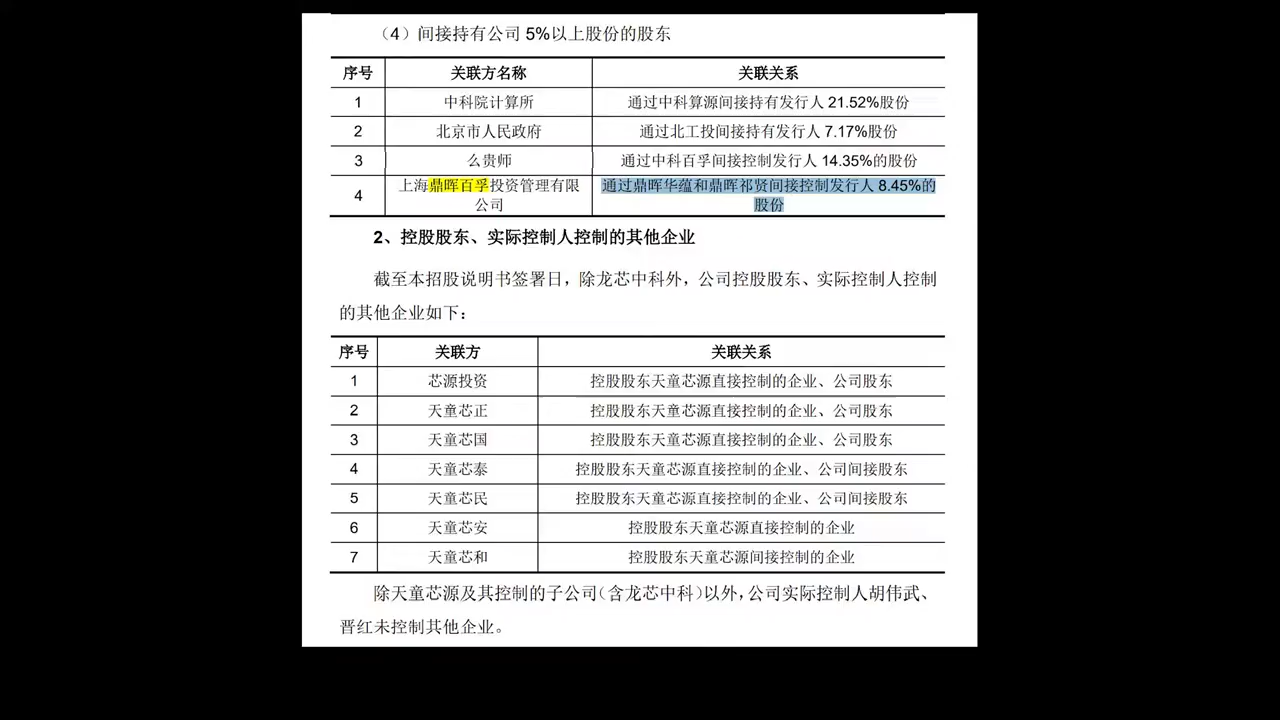 （4）间接持有公司 5%以上股份的股东
序号 关联方名称 关联关系
1 中科院计算所 通过中科算源间接持有发行人 21.52%股份
2 北京市人民政府 通过北工投间接持有发行人 7.17%股份
3 么贵师 通过中科百孚间接控制发行人 14.35%的股份
4 上海鼎晖百孚投资管理有限公司 通过鼎晖华蕴和鼎晖祁贤间接控制发行人 8.45%的股份
2、控股股东、实际控制人控制的其他企业
截至本招股说明书签署日，除龙芯中科外，公司控股股东、实际控制人控制
的其他企业如下：
序号 关联方 关联关系
1 芯源投资 控股股东天童芯源直接控制的企业、公司股东
2 天童芯正 控股股东天童芯源直接控制的企业、公司股东
3 天童芯国 控股股东天童芯源直接控制的企业、公司股东
4 天童芯泰 控股股东天童芯源直接控制的企业、公司间接股东
5 天童芯民 控股股东天童芯源直接控制的企业、公司间接股东
6 天童芯安 控股股东天童芯源直接控制的企业
7 天童芯和 控股股东天童芯源间接控制的企业
除天童芯源及其控制的子公司（含龙芯中科）以外，公司实际控制人胡伟武、
晋红未控制其他企业。